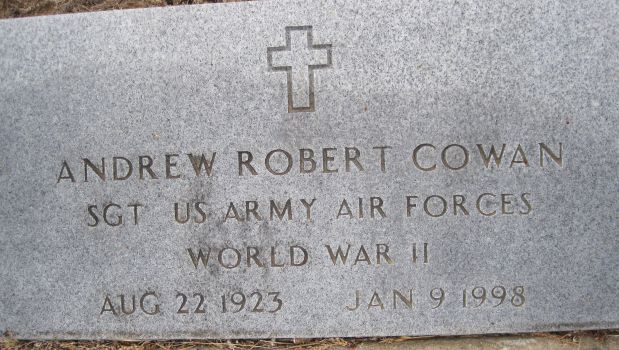 ANDREW ROBERT COWAN
SGT US ARMY AIR FORCES
WORLD WAR II
AUG 22 1923 JAN 9 1998